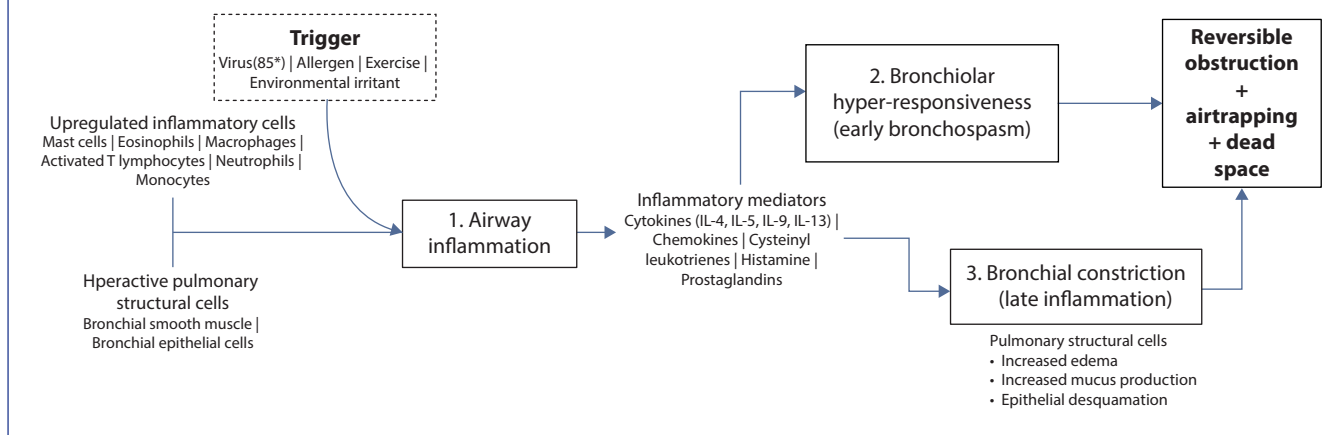 Trigger
Virus(85*) | Allergen | Exercise |
Environmental irritant
Upregulated inflammatory cells
Mast cells | Eosinophils | Macrophages |
Activated T lymphocytes | Neutrophils |
Monocytes
Hperactive pulmonary
structural cells
Bronchial smooth muscle |
Bronchial epithelial cells
1. Airway
inflammation
Inflammatory mediators
Cytokines (IL-4, IL-5, IL-9, IL-13) |
Chemokines | Cysteinyl
leukotrienes | Histamine |
Prostaglandins
2. Bronchiolar
hyper-responsiveness
(early bronchospasm)
3. Bronchial constriction
(late inflammation)
Pulmonary structural cells
• Increased edema
• Increased mucus production
• Epithelial desquamation
Reversible
obstruction
+
airtrapping
+ dead
space